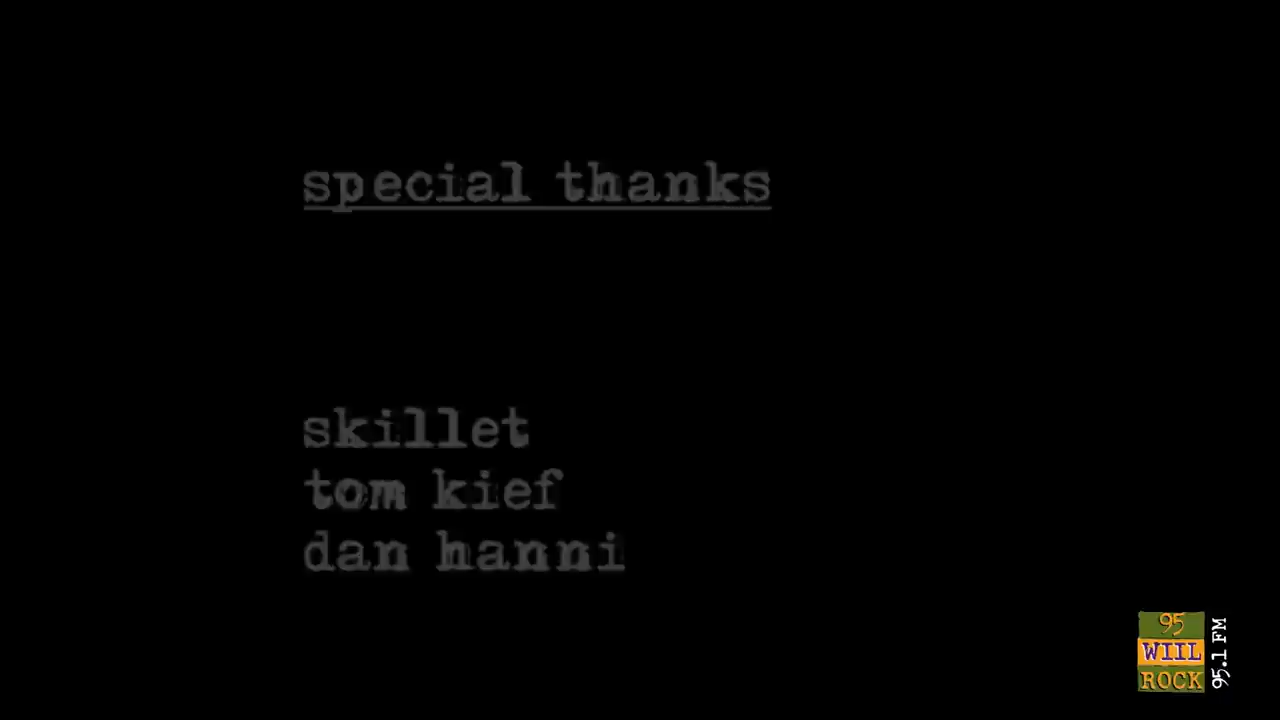 special thanks
skillet
tom kief
dan hanni
95
WIIL
ROCK
95.1 FM